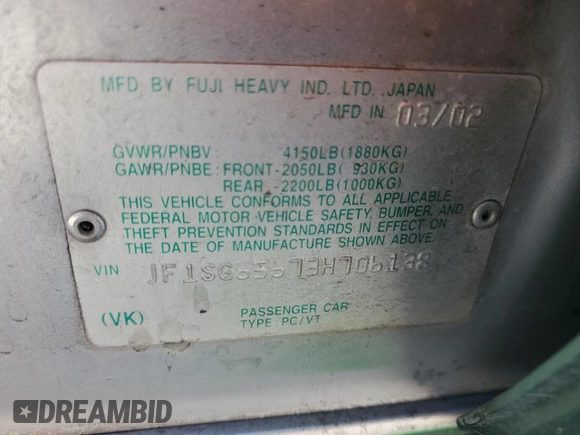 MFD BY FUJI HEAVY IND. LTD. JAPAN
MFD IN 03/02
GVWR/PNBV : 4150LB(1880KG)
GAWR/PNBE : FRONT-2050LB( 930KG)
REAR -2200LB(1000KG)
THIS VEHICLE CONFORMS TO ALL APPLICABLE
FEDERAL MOTOR VEHICLE SAFETY, BUMPER, AND
THEFT PREVENTION STANDARDS IN EFFECT ON
THE DATE OF MANUFACTURE SHOWN ABOVE.
VIN JF1SG65673H706138
(VK) PASSENGER CAR
TYPE : PC/VT
DREAMBID